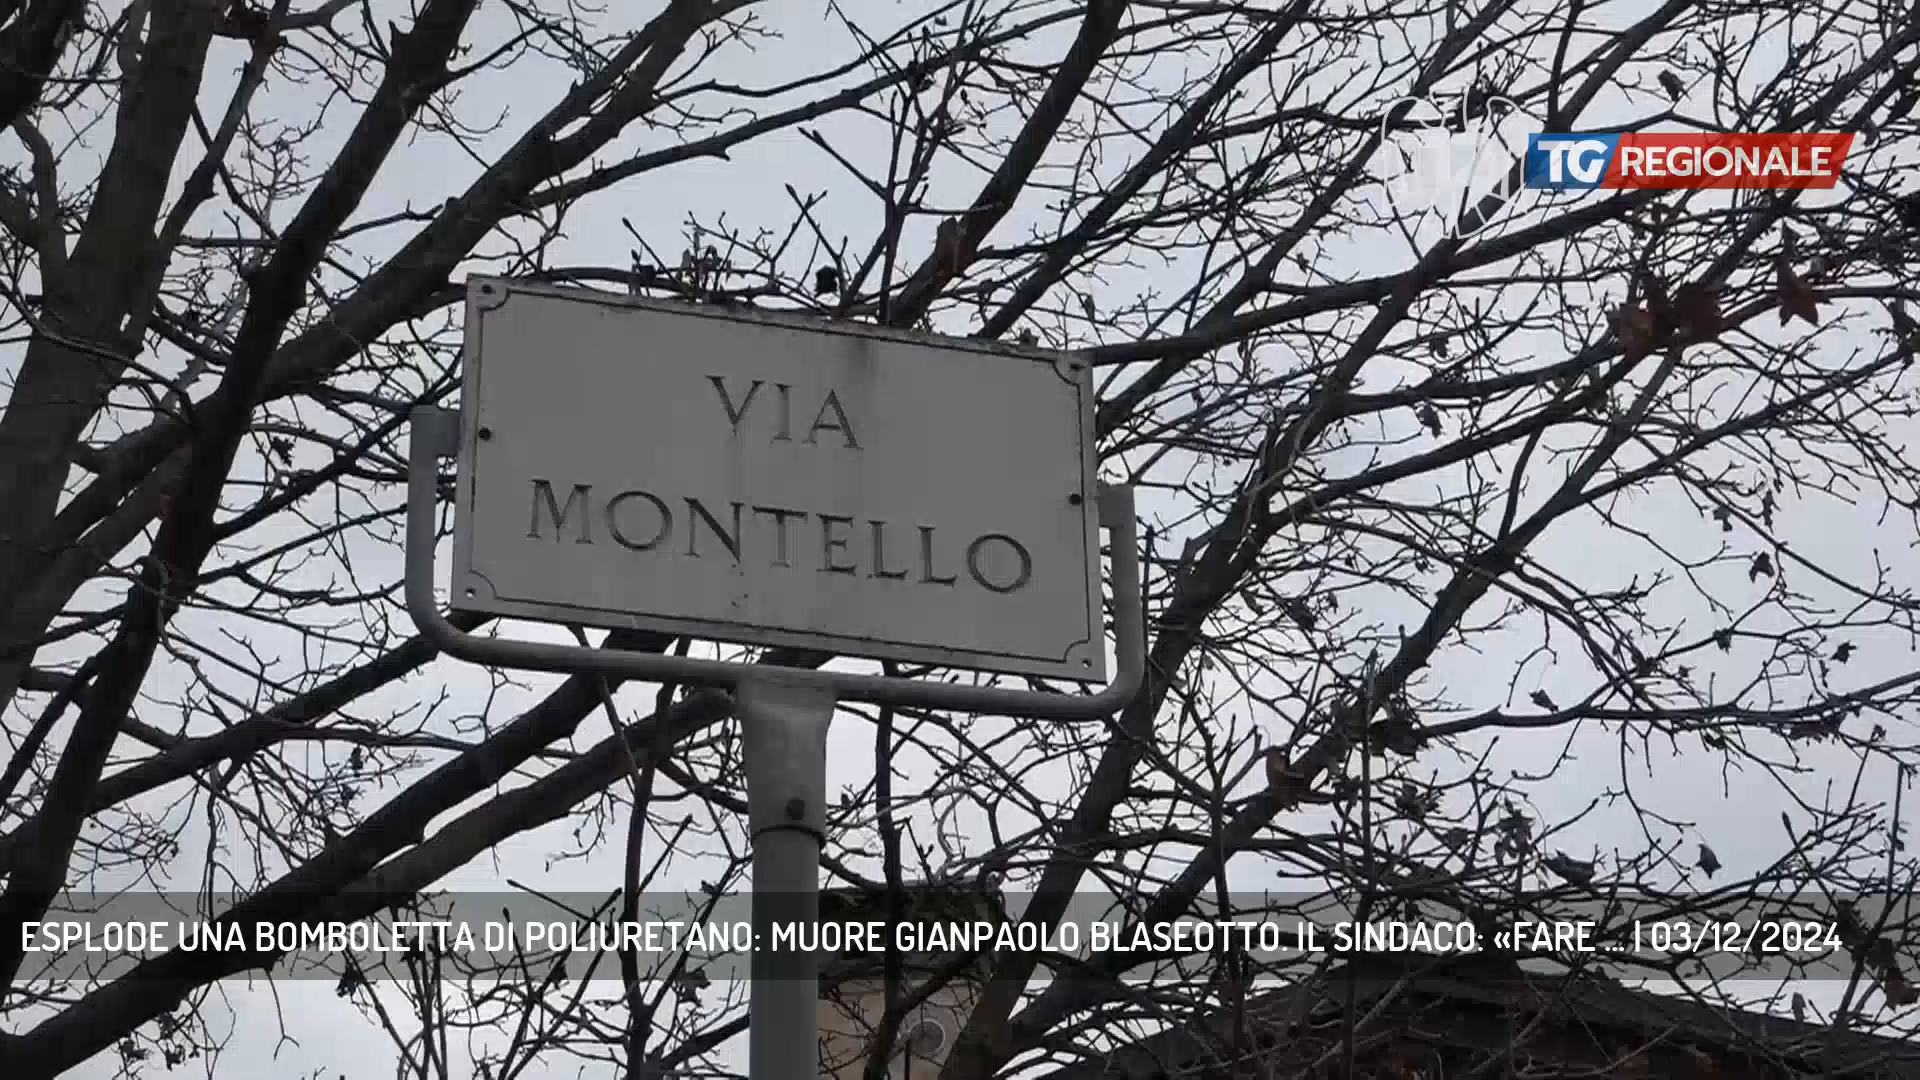 TG REGIONALE
VIA
MONTELLO
ESPLODE UNA BOMBOLETTA DI POLIURETANO: MUORE GIANPAOLO BLASEOTTO. IL SINDACO: «FARE ... | 03/12/2024